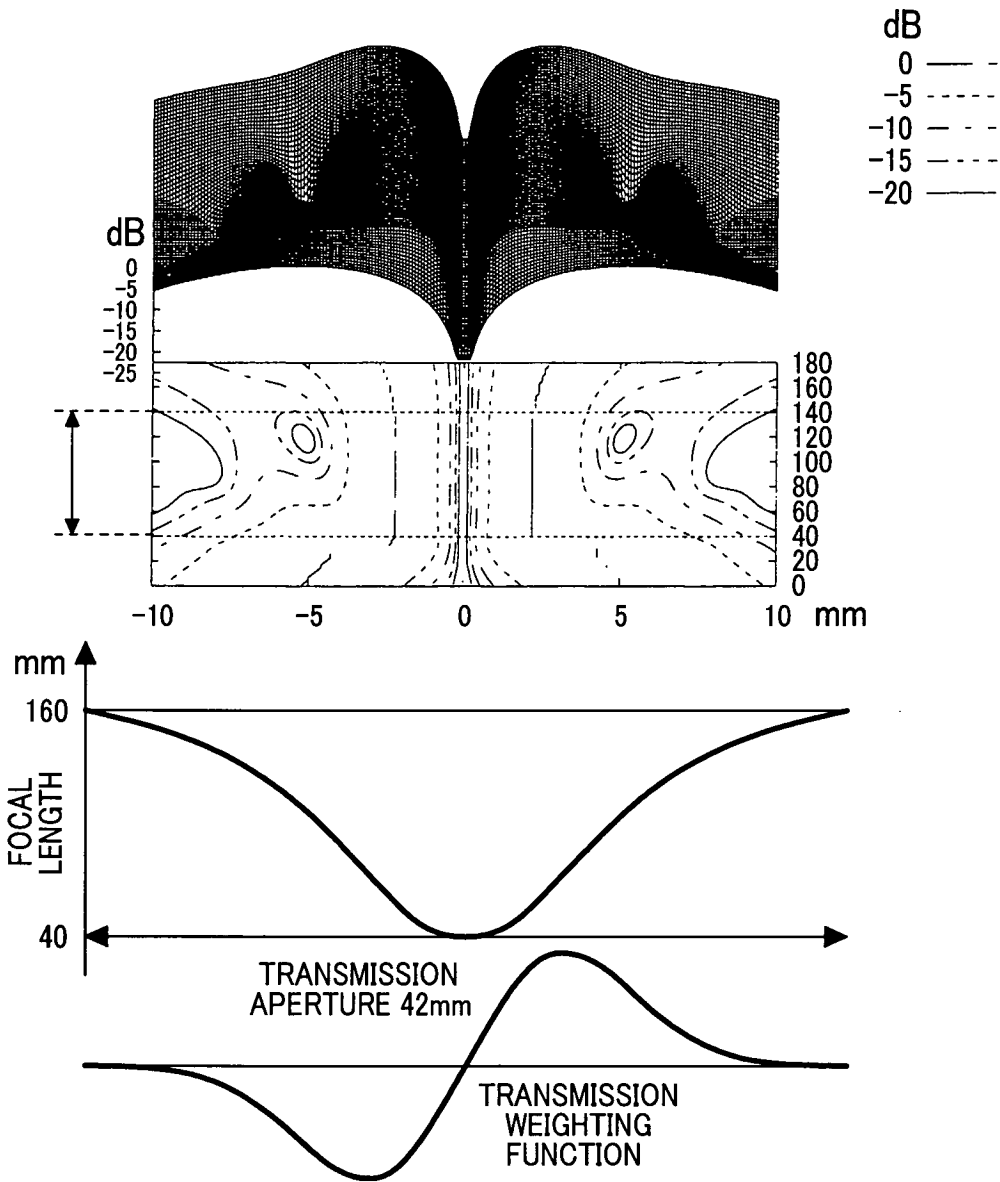 dB
0
-5
-10
-15
-20
dB
0
-5
-10
-15
-20
-25
180
160
140
120
100
80
60
40
20
0
-10 -5 0 5 10 mm
mm
160
FOCAL
LENGTH
40
TRANSMISSION
APERTURE 42mm
TRANSMISSION
WEIGHTING
FUNCTION